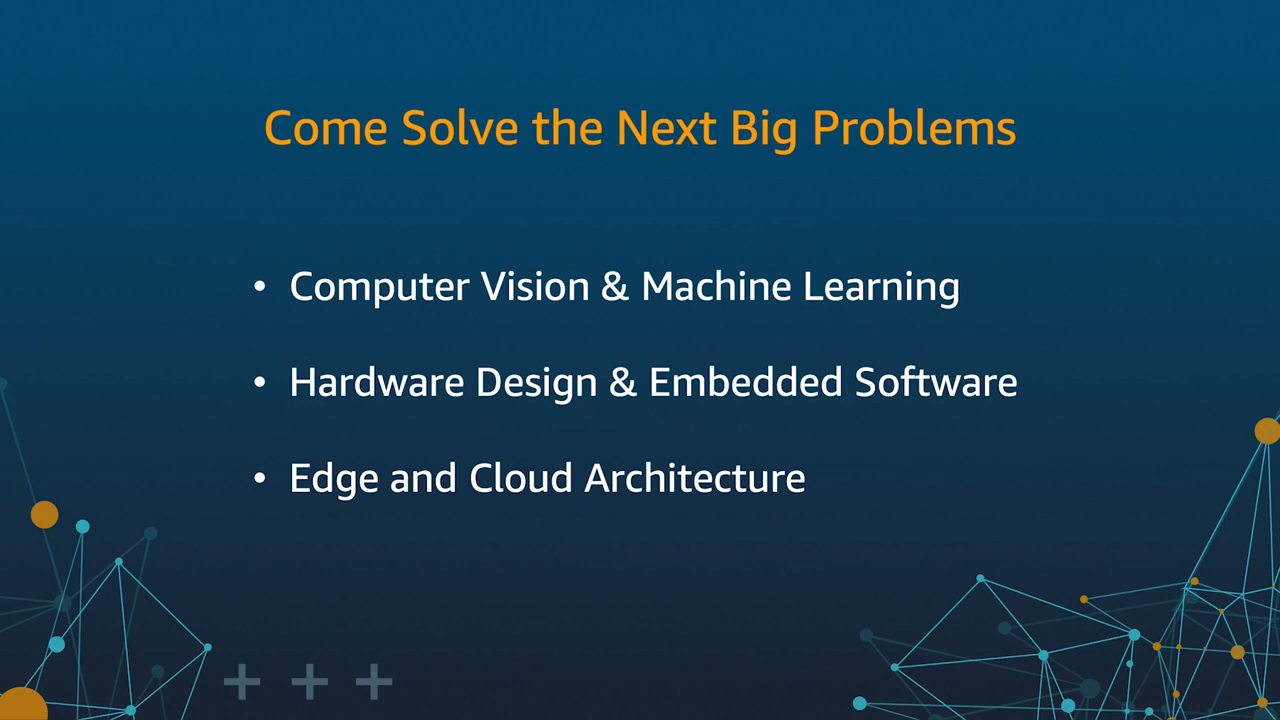 Come Solve the Next Big Problems
• Computer Vision & Machine Learning
• Hardware Design & Embedded Software
• Edge and Cloud Architecture